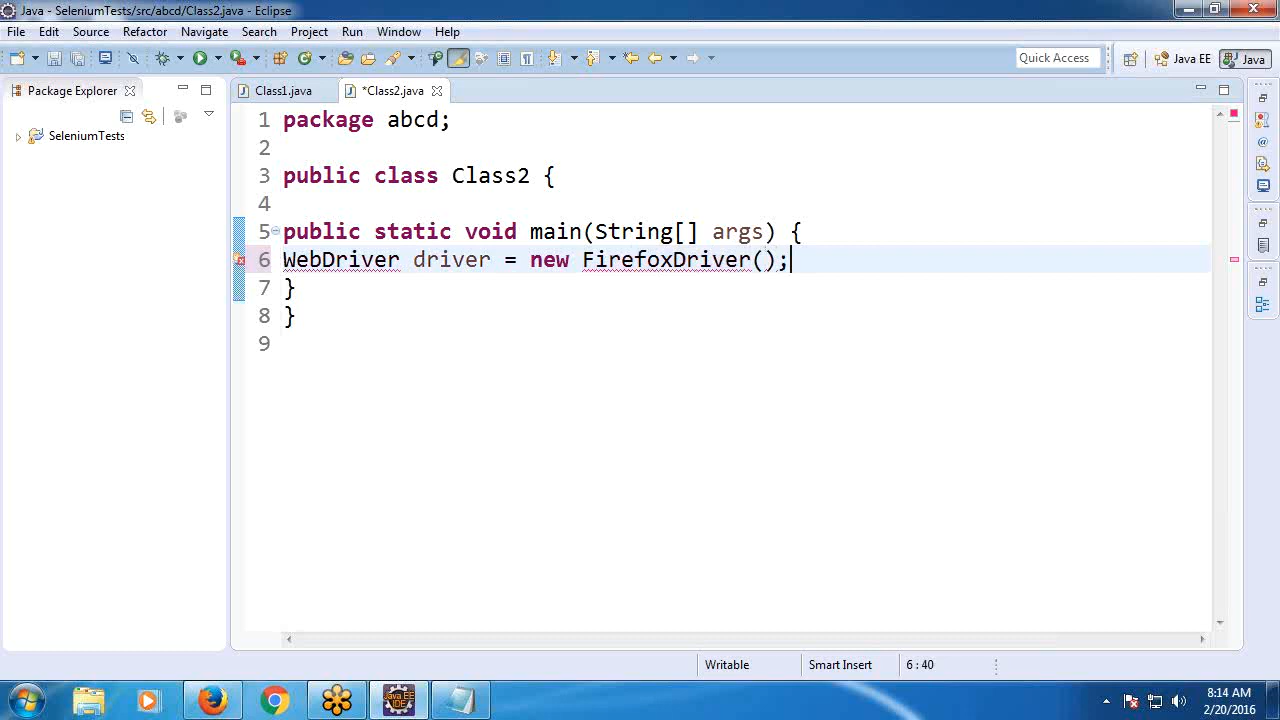 Java - SeleniumTests/src/abcd/Class2.java - Eclipse
File Edit Source Refactor Navigate Search Project Run Window Help
Quick Access Java EE Java
Package Explorer Class1.java *Class2.java
SeleniumTests
1 package abcd;
2
3 public class Class2 {
4
5 public static void main(String[] args) {
6 WebDriver driver = new FirefoxDriver();
7 }
8 }
9
Writable Smart Insert 6 : 40
Java EE
IDE
8:14 AM
2/20/2016